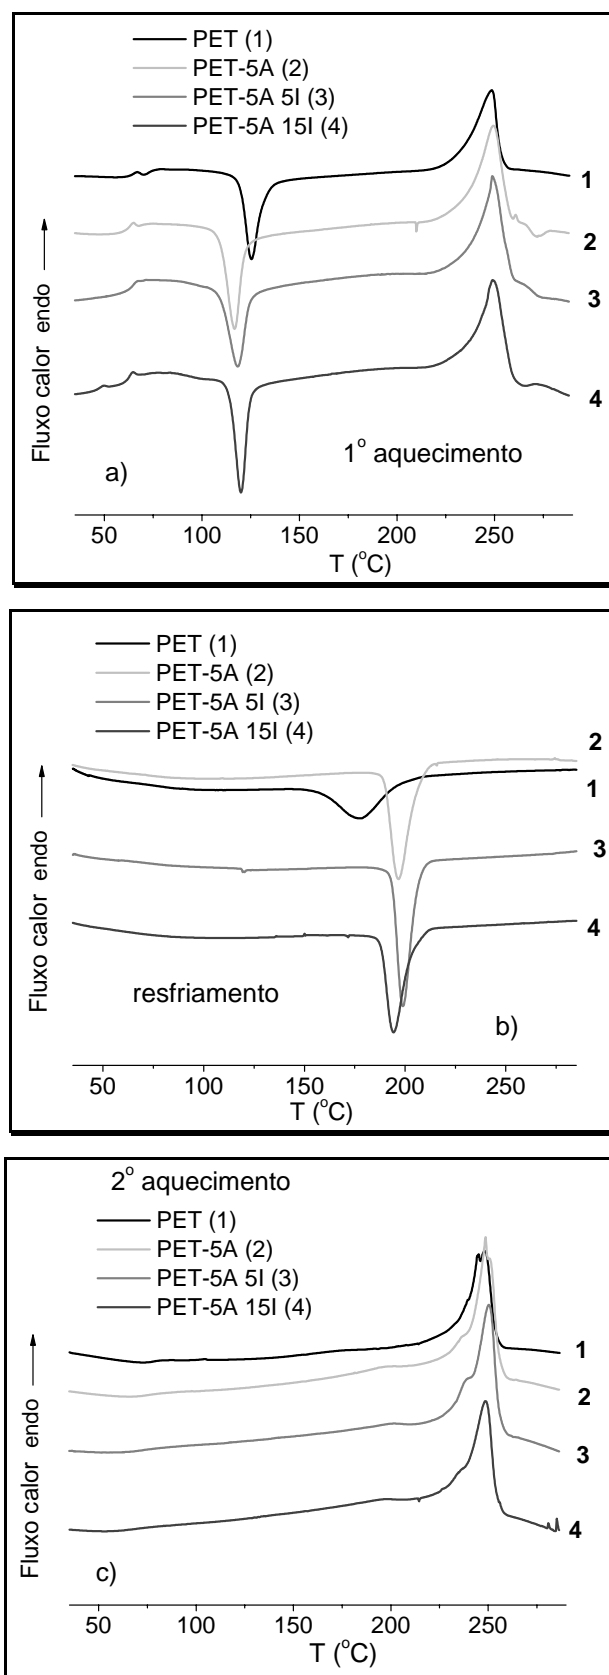 PET (1)
PET-5A (2)
PET-5A 5I (3)
PET-5A 15I (4)
1
2
3
4
Fluxo calor endo
a)
1° aquecimento
50 100 150 200 250
T (°C)
PET (1)
PET-5A (2)
PET-5A 5I (3)
PET-5A 15I (4)
2
1
3
4
Fluxo calor endo
resfriamento
b)
50 100 150 200 250
T (°C)
2° aquecimento
PET (1)
PET-5A (2)
PET-5A 5I (3)
PET-5A 15I (4)
1
2
3
4
Fluxo calor endo
c)
50 100 150 200 250
T (°C)